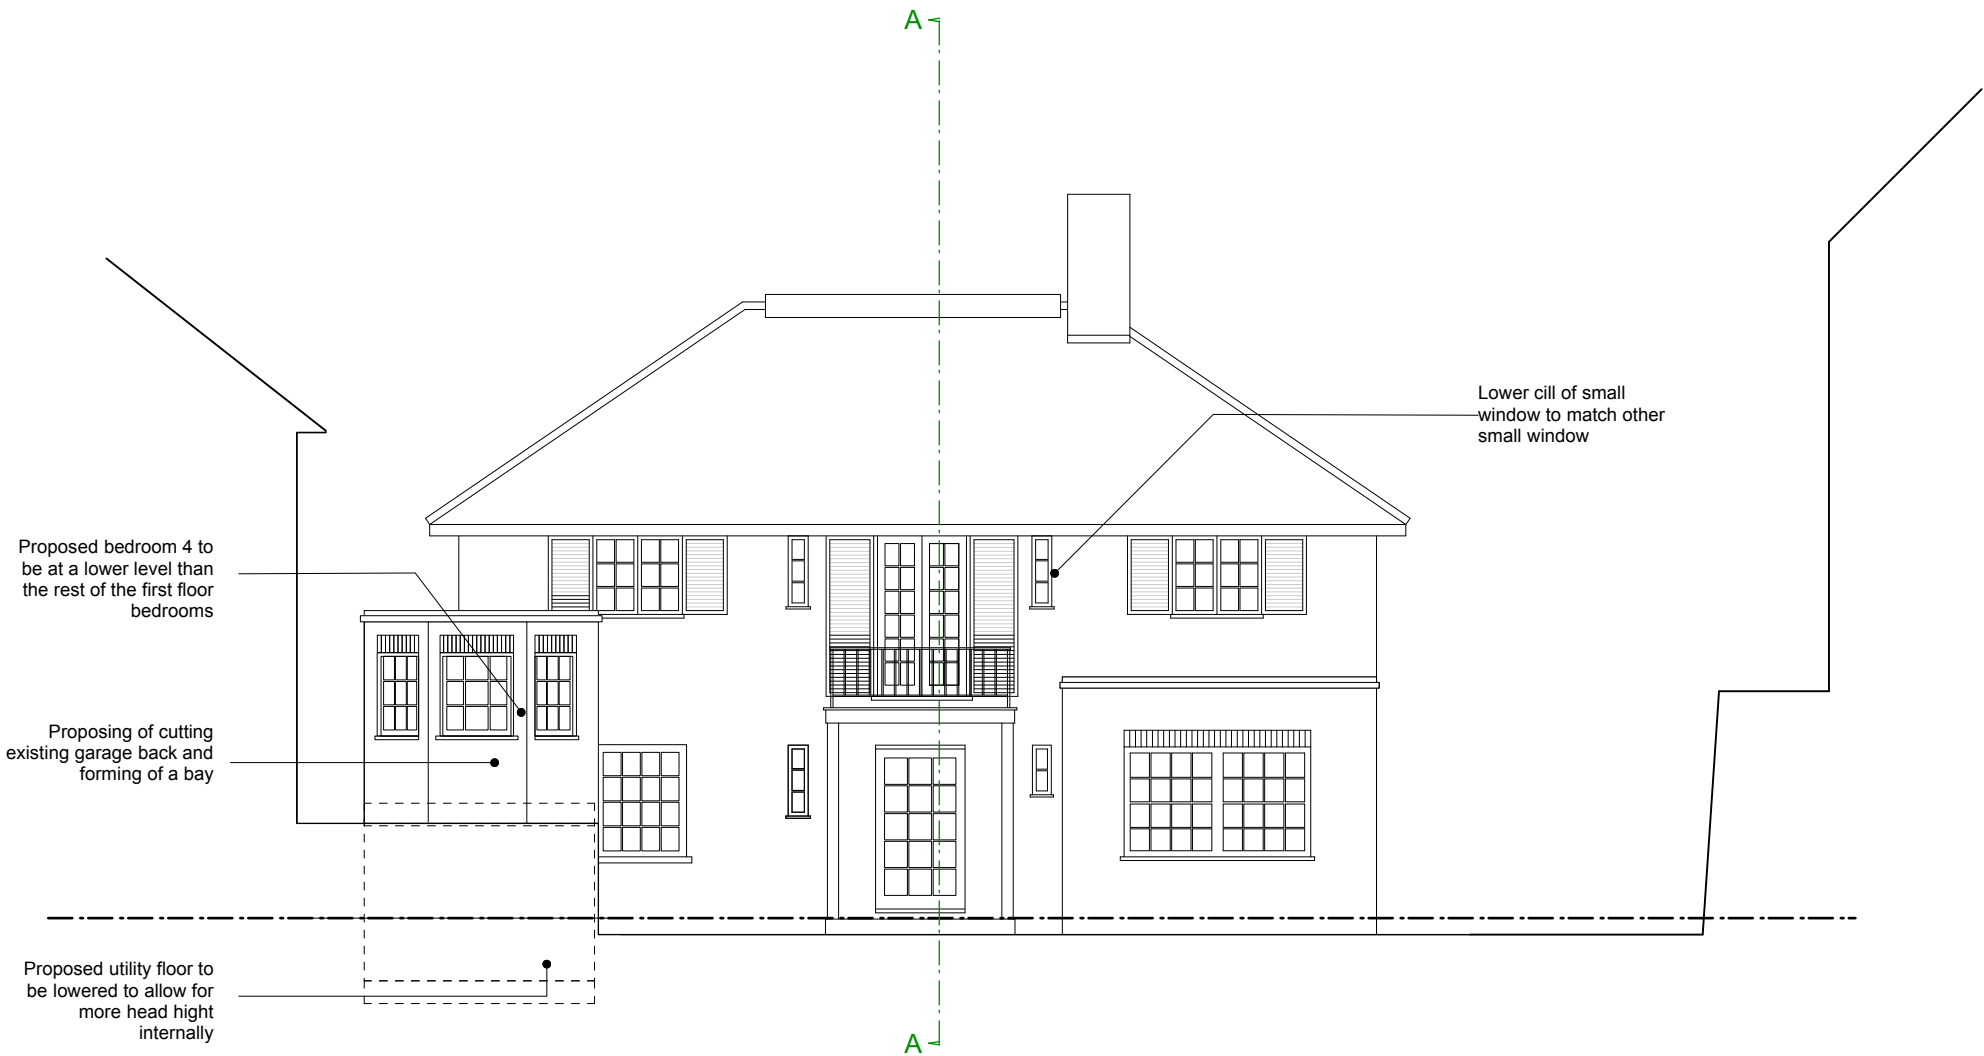 A
Lower cill of small
window to match other
small window
Proposed bedroom 4 to
be at a lower level than
the rest of the first floor
bedrooms
Proposing of cutting
existing garage back and
forming of a bay
Proposed utility floor to
be lowered to allow for
more head hight
internally
A